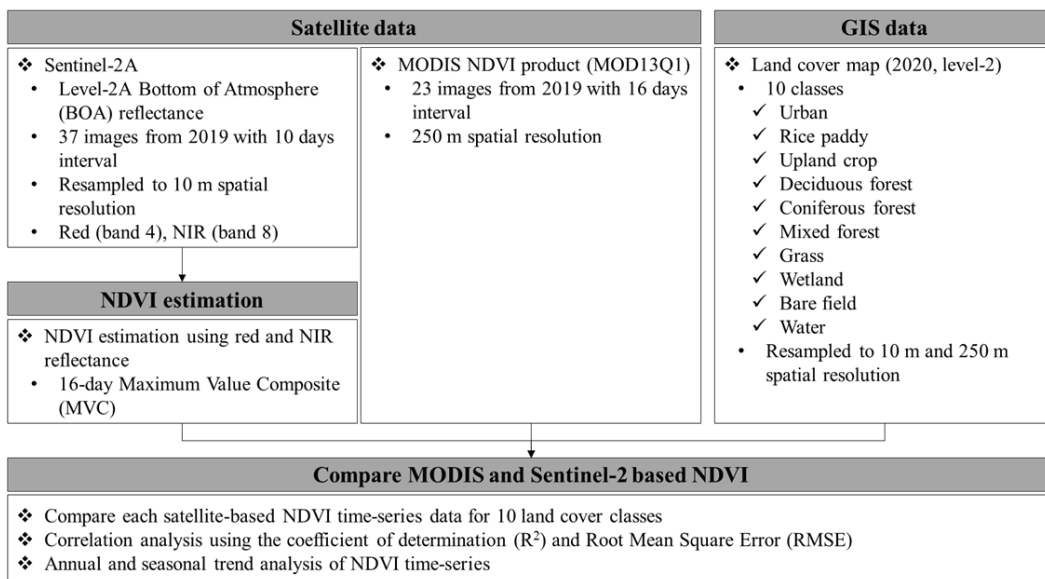 Satellite data
❖ Sentinel-2A
• Level-2A Bottom of Atmosphere
(BOA) reflectance
• 37 images from 2019 with 10 days
interval
• Resampled to 10 m spatial
resolution
• Red (band 4), NIR (band 8)
❖ MODIS NDVI product (MOD13Q1)
• 23 images from 2019 with 16 days
interval
• 250 m spatial resolution
GIS data
❖ Land cover map (2020, level-2)
• 10 classes
✓ Urban
✓ Rice paddy
✓ Upland crop
✓ Deciduous forest
✓ Coniferous forest
✓ Mixed forest
✓ Grass
✓ Wetland
✓ Bare field
✓ Water
• Resampled to 10 m and 250 m
spatial resolution
NDVI estimation
❖ NDVI estimation using red and NIR
reflectance
• 16-day Maximum Value Composite
(MVC)
Compare MODIS and Sentinel-2 based NDVI
❖ Compare each satellite-based NDVI time-series data for 10 land cover classes
❖ Correlation analysis using the coefficient of determination (R²) and Root Mean Square Error (RMSE)
❖ Annual and seasonal trend analysis of NDVI time-series